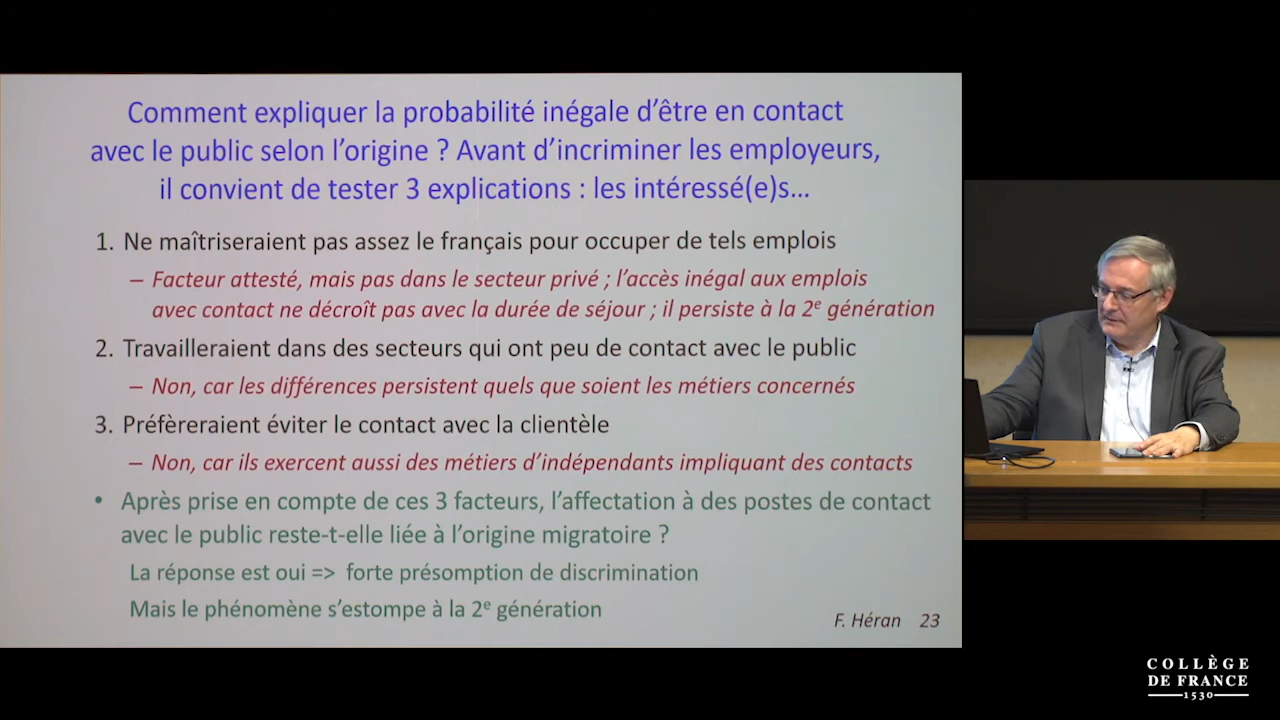 Comment expliquer la probabilité inégale d'être en contact
avec le public selon l'origine ? Avant d'incriminer les employeurs,
il convient de tester 3 explications : les intéressé(e)s...
1. Ne maîtriseraient pas assez le français pour occuper de tels emplois
– Facteur attesté, mais pas dans le secteur privé ; l'accès inégal aux emplois
avec contact ne décroît pas avec la durée de séjour ; il persiste à la 2e génération
2. Travailleraient dans des secteurs qui ont peu de contact avec le public
– Non, car les différences persistent quels que soient les métiers concernés
3. Préfèreraient éviter le contact avec la clientèle
– Non, car ils exercent aussi des métiers d'indépendants impliquant des contacts
• Après prise en compte de ces 3 facteurs, l'affectation à des postes de contact
avec le public reste-t-elle liée à l'origine migratoire ?
La réponse est oui => forte présomption de discrimination
Mais le phénomène s'estompe à la 2e génération
F. Héran 23
COLLÈGE
DE FRANCE
1530